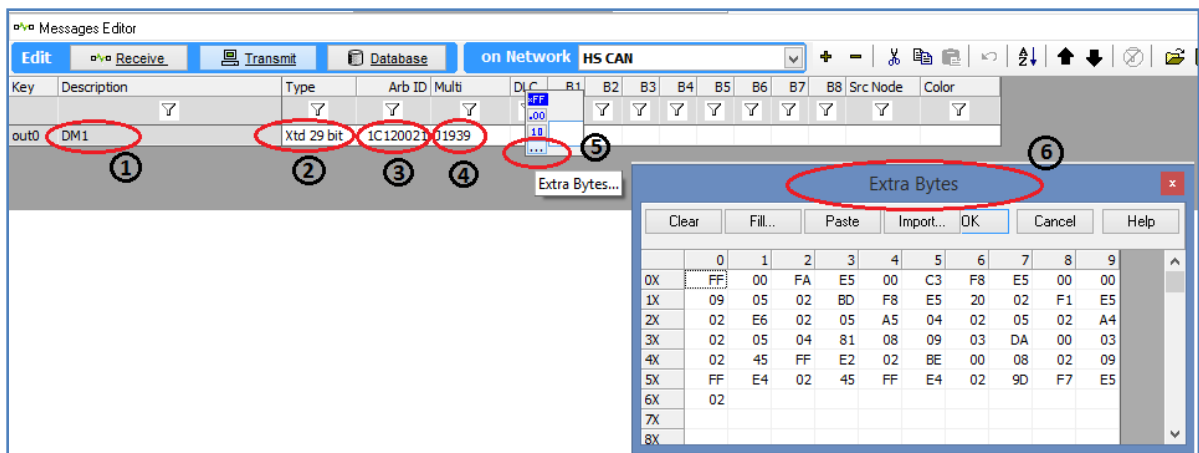 Messages Editor
Edit Receive Transmit Database on Network HS CAN
Key Description Type Arb ID Multi DLC B1 B2 B3 B4 B5 B6 B7 B8 Src Node Color
×FF
.00
out0 DM1 Xtd 29 bit 1C120021 J1939 10
...
1 2 3 4 5 6
Extra Bytes...
Extra Bytes x
Clear Fill... Paste Import... OK Cancel Help
0 1 2 3 4 5 6 7 8 9
0X FF 00 FA E5 00 C3 F8 E5 00 00
1X 09 05 02 BD F8 E5 20 02 F1 E5
2X 02 E6 02 05 A5 04 02 05 02 A4
3X 02 05 04 81 08 09 03 DA 00 03
4X 02 45 FF E2 02 BE 00 08 02 09
5X FF E4 02 45 FF E4 02 9D F7 E5
6X 02
7X
8X